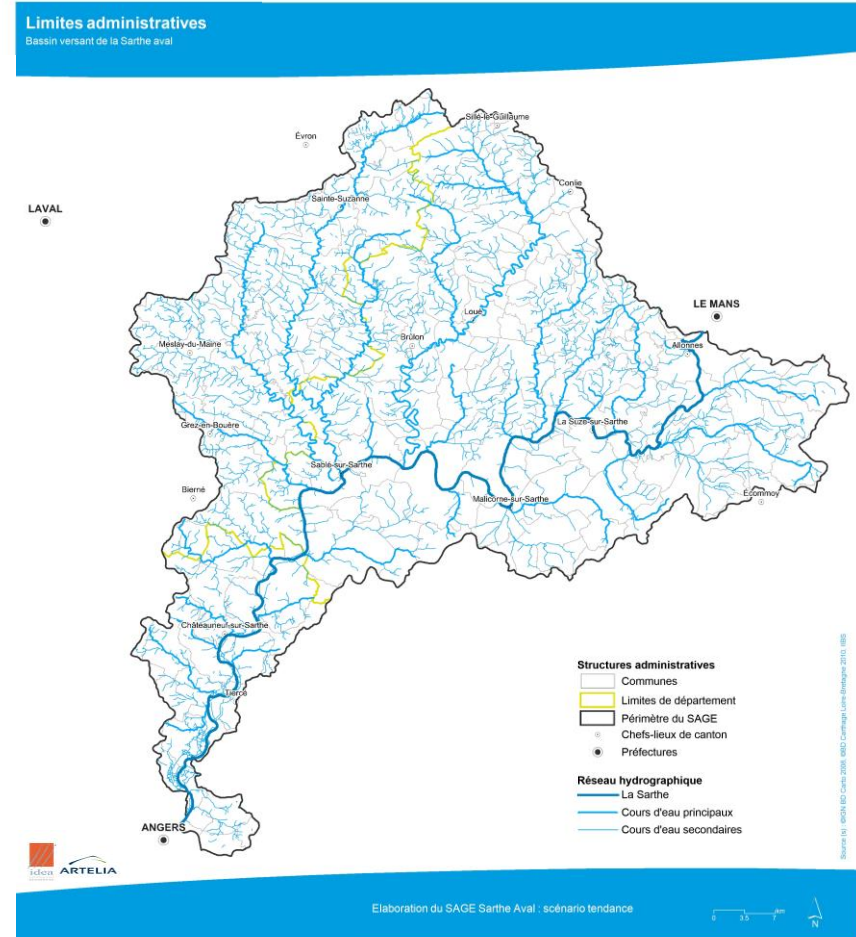 Limites administratives
Bassin versant de la Sarthe aval
Sillé-le-Guillaume
Évron
Conlie
Sainte-Suzanne
LAVAL
LE MANS
Loué
Brûlon
Meslay-du-Maine
Allonnes
La Suze-sur-Sarthe
Grez-en-Bouère
Sablé-sur-Sarthe
Bierné
Malicorne-sur-Sarthe
Écommoy
Châteauneuf-sur-Sarthe
Tiercé
ANGERS
Structures administratives
Communes
Limites de département
Périmètre du SAGE
Chefs-lieux de canton
Préfectures
Réseau hydrographique
La Sarthe
Cours d'eau principaux
Cours d'eau secondaires
idea
ARTELIA
Elaboration du SAGE Sarthe Aval : scénario tendance
0 3.5 7 km
N